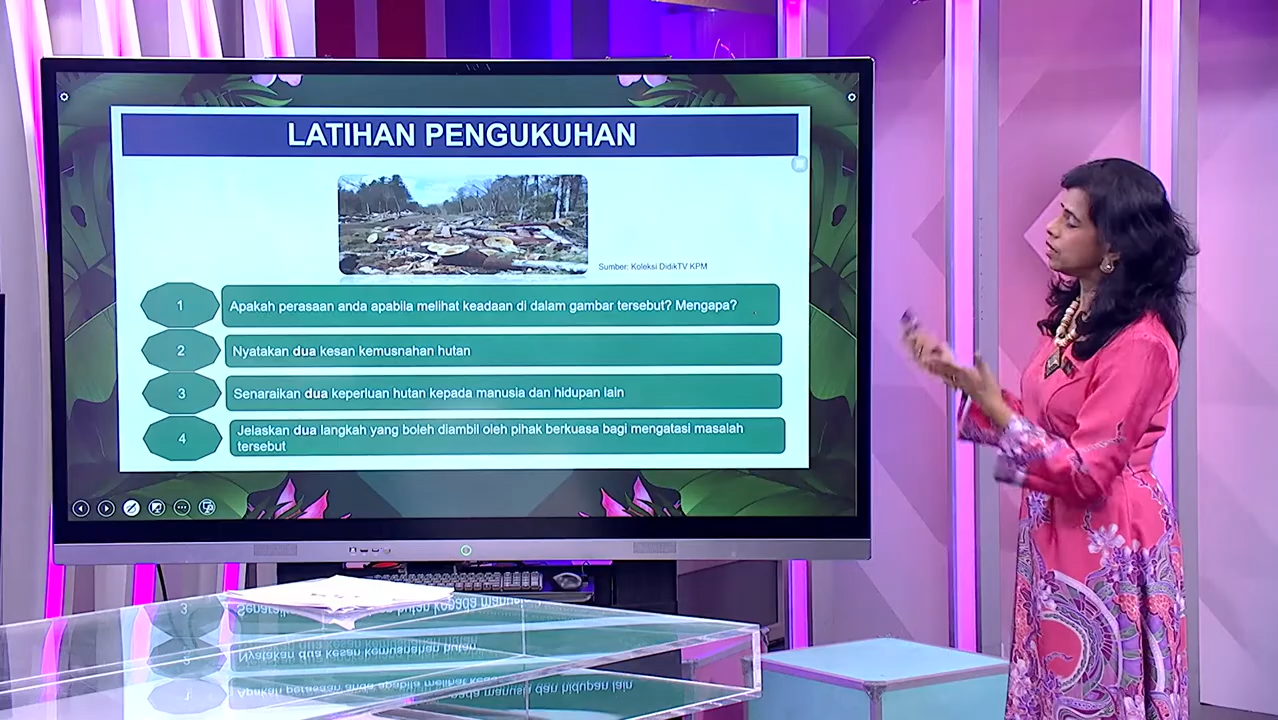 LATIHAN PENGUKUHAN
Sumber: Koleksi DidikTV KPM
1
Apakah perasaan anda apabila melihat keadaan di dalam gambar tersebut? Mengapa?
2
Nyatakan dua kesan kemusnahan hutan
3
Senaraikan dua keperluan hutan kepada manusia dan hidupan lain
4
Jelaskan dua langkah yang boleh diambil oleh pihak berkuasa bagi mengatasi masalah
tersebut